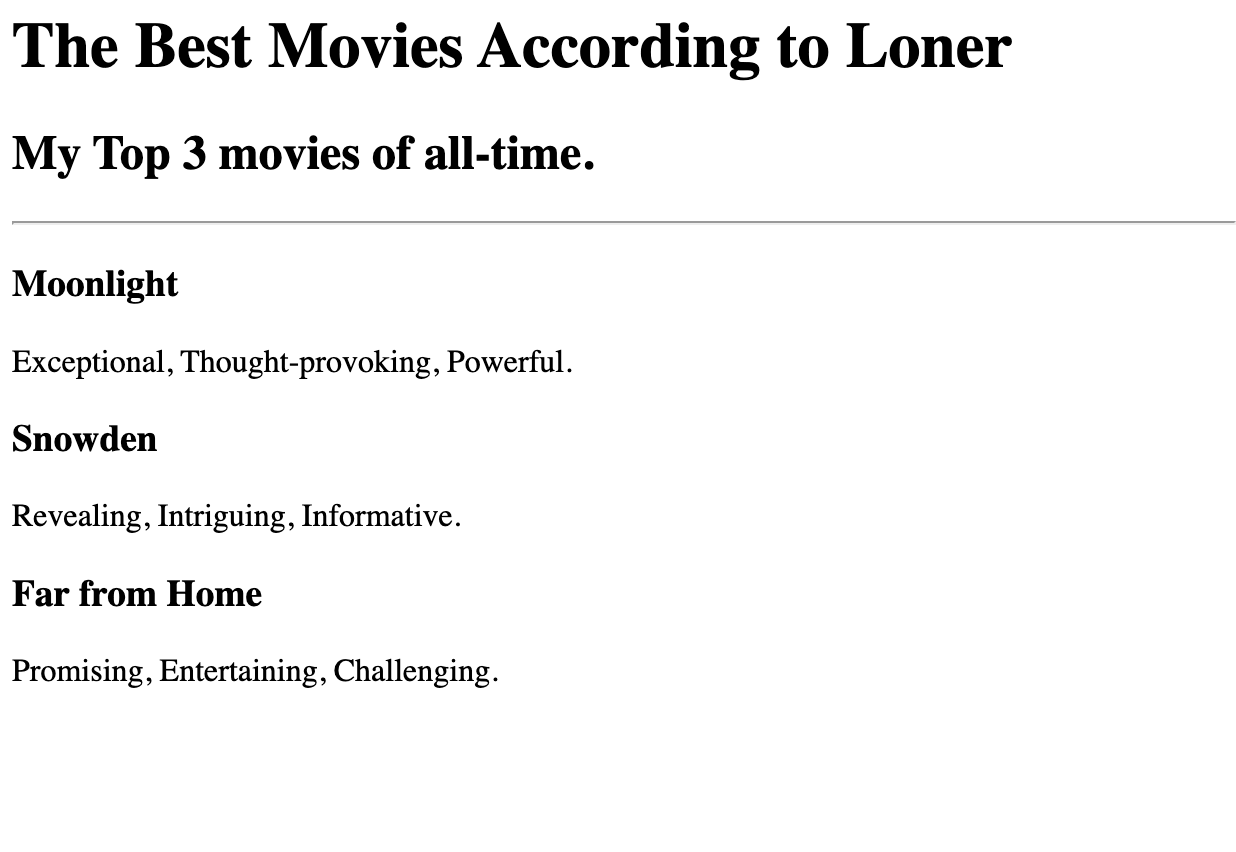 The Best Movies According to Loner
My Top 3 movies of all-time.
Moonlight
Exceptional, Thought-provoking, Powerful.
Snowden
Revealing, Intriguing, Informative.
Far from Home
Promising, Entertaining, Challenging.